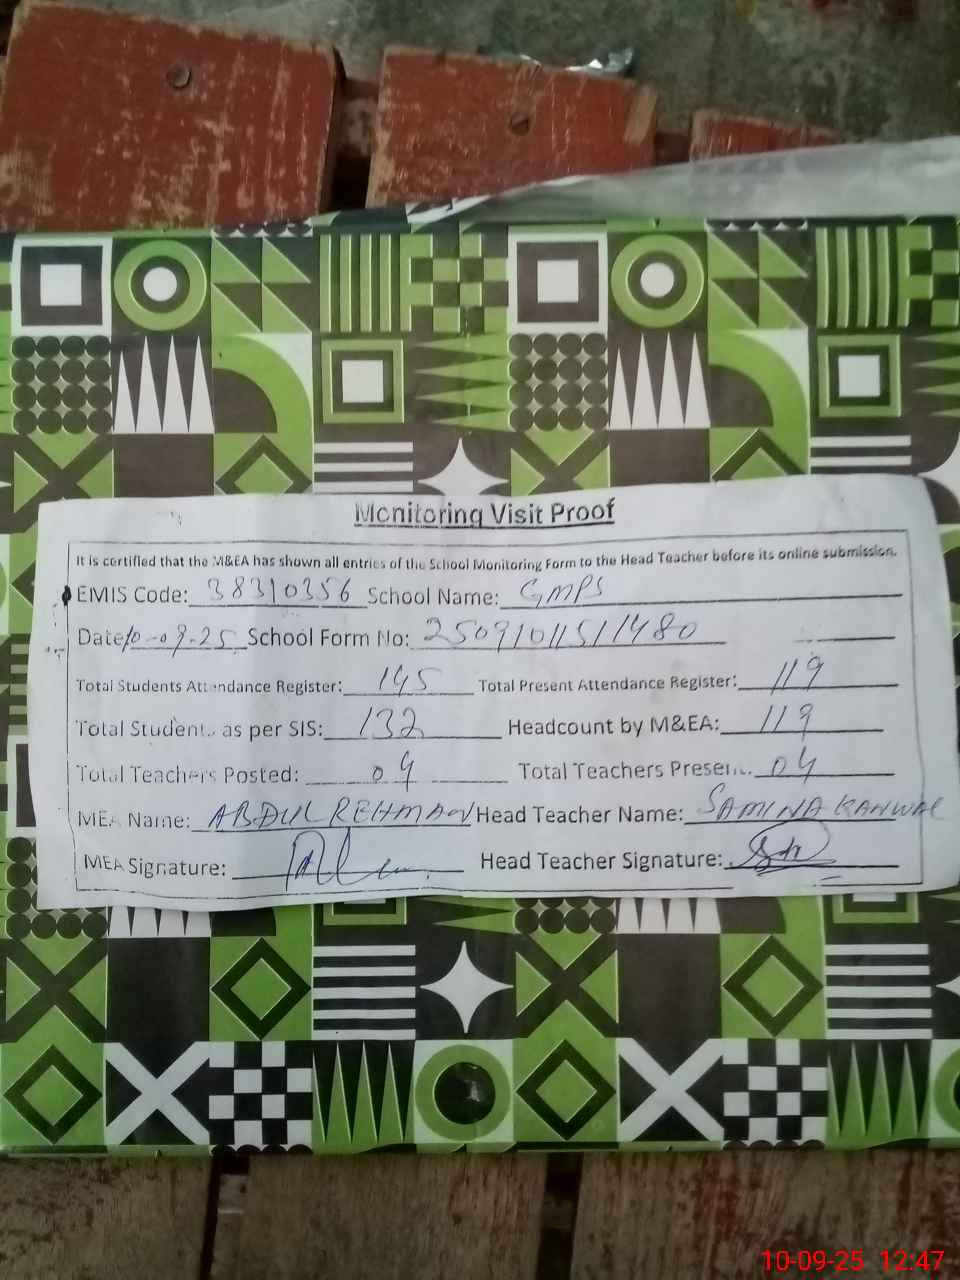 Monitoring Visit Proof
It is certified that the M&EA has shown all entries of the School Monitoring Form to the Head Teacher before its online submission.
EMIS Code: 38310356 School Name: GMPS
Date 10-09-25 School Form No: 25091011511480
Total Students Attendance Register: 145 Total Present Attendance Register: 119
Total Students as per SIS: 132 Headcount by M&EA: 119
Total Teachers Posted: 04 Total Teachers Present. 04
MEA Name: ABDUL REHMAN Head Teacher Name: SAMINA KANWAL
MEA Signature: Head Teacher Signature:
10-09-25 12:47